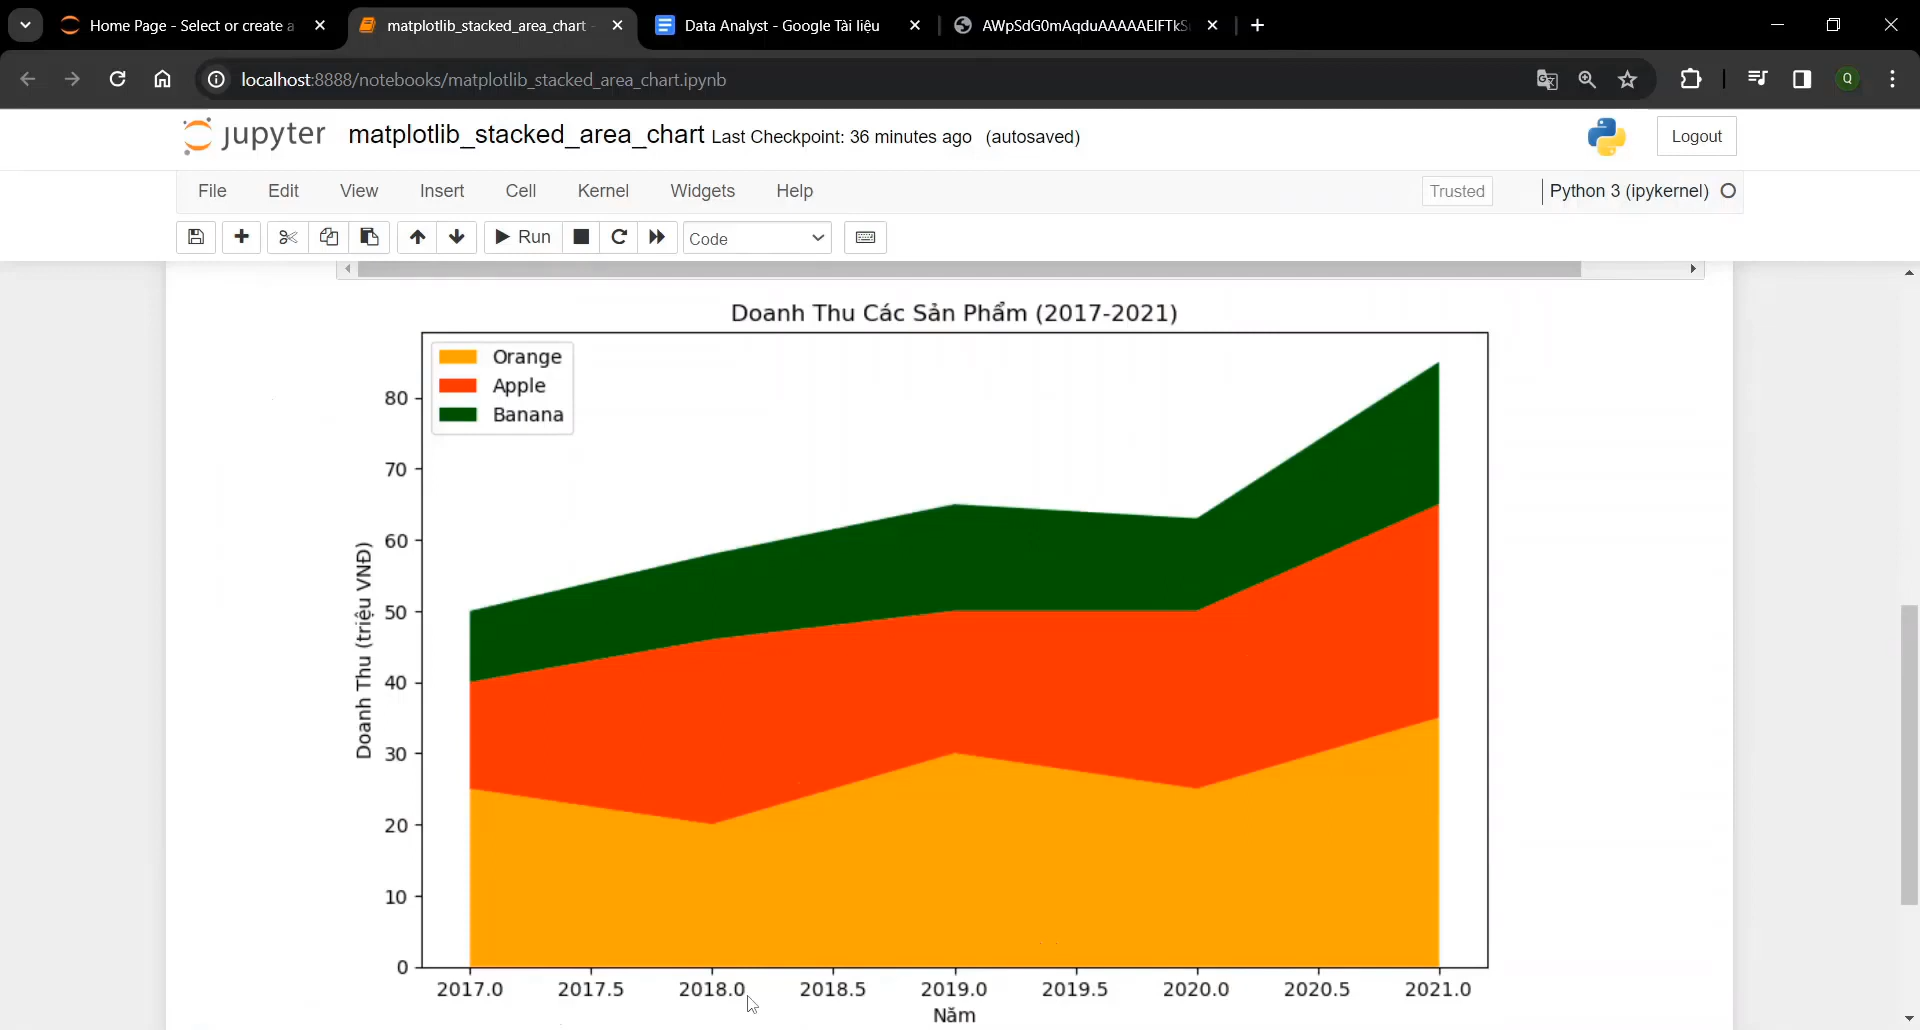 Home Page - Select or create a
matplotlib_stacked_area_chart -
Data Analyst - Google Tài liệu
AWpSdG0mAqduAAAAAElFTkSu
localhost:8888/notebooks/matplotlib_stacked_area_chart.ipynb
Q
jupyter matplotlib_stacked_area_chart Last Checkpoint: 36 minutes ago (autosaved)
Logout
File Edit View Insert Cell Kernel Widgets Help
Trusted
Python 3 (ipykernel)
Run
Code
Doanh Thu Các Sản Phẩm (2017-2021)
Orange
Apple
Banana
Doanh Thu (triệu VNĐ)
80
70
60
50
40
30
20
10
0
2017.0 2017.5 2018.0 2018.5 2019.0 2019.5 2020.0 2020.5 2021.0
Năm